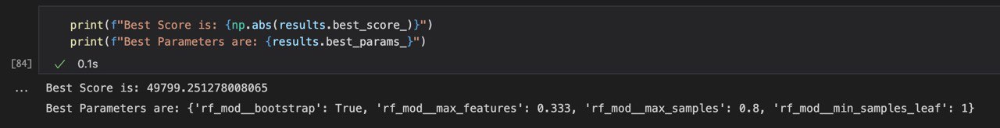 print(f"Best Score is: {np.abs(results.best_score_)}")
print(f"Best Parameters are: {results.best_params_}")
[84] ✓ 0.1s
... Best Score is: 49799.251278008065
Best Parameters are: {'rf_mod__bootstrap': True, 'rf_mod__max_features': 0.333, 'rf_mod__max_samples': 0.8, 'rf_mod__min_samples_leaf': 1}